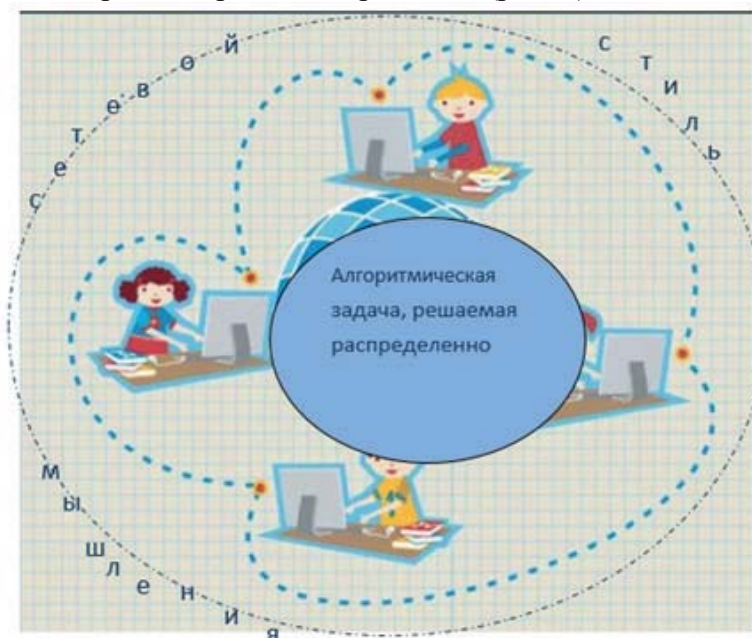 сетевой
стиль
мышления
Алгоритмическая
задача, решаемая
распределенно